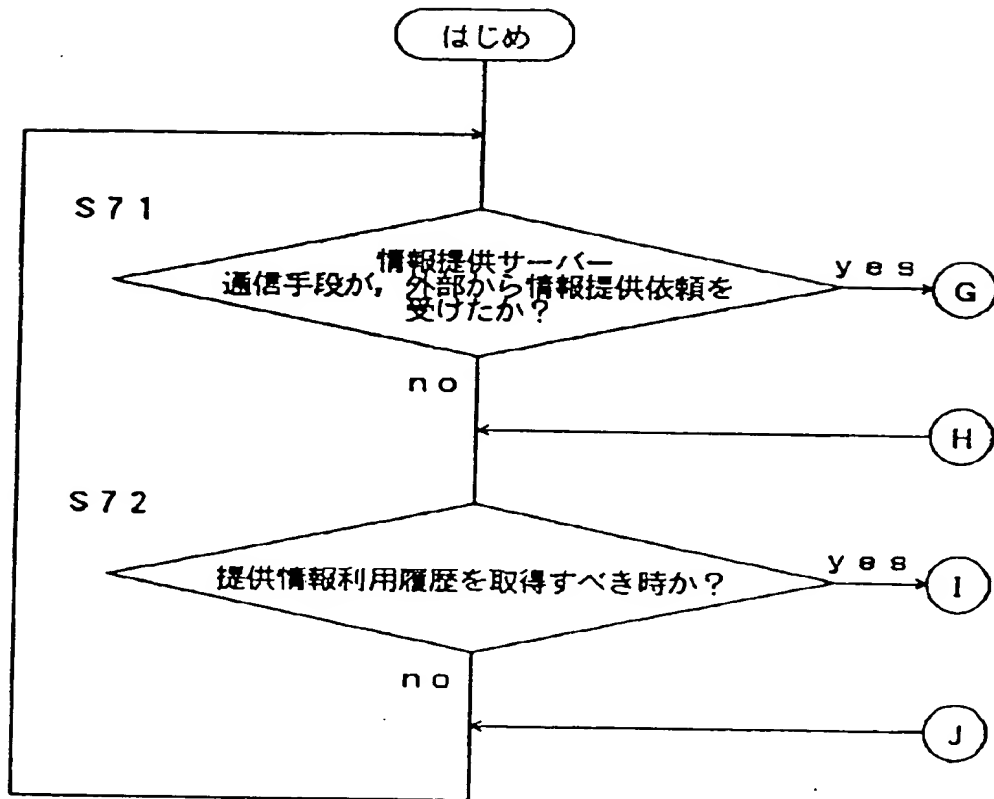 はじめ
S71
情報提供サーバー
通信手段が，外部から情報提供依頼を
受けたか？
yes
G
no
H
S72
提供情報利用履歴を取得すべき時か？
yes
I
no
J